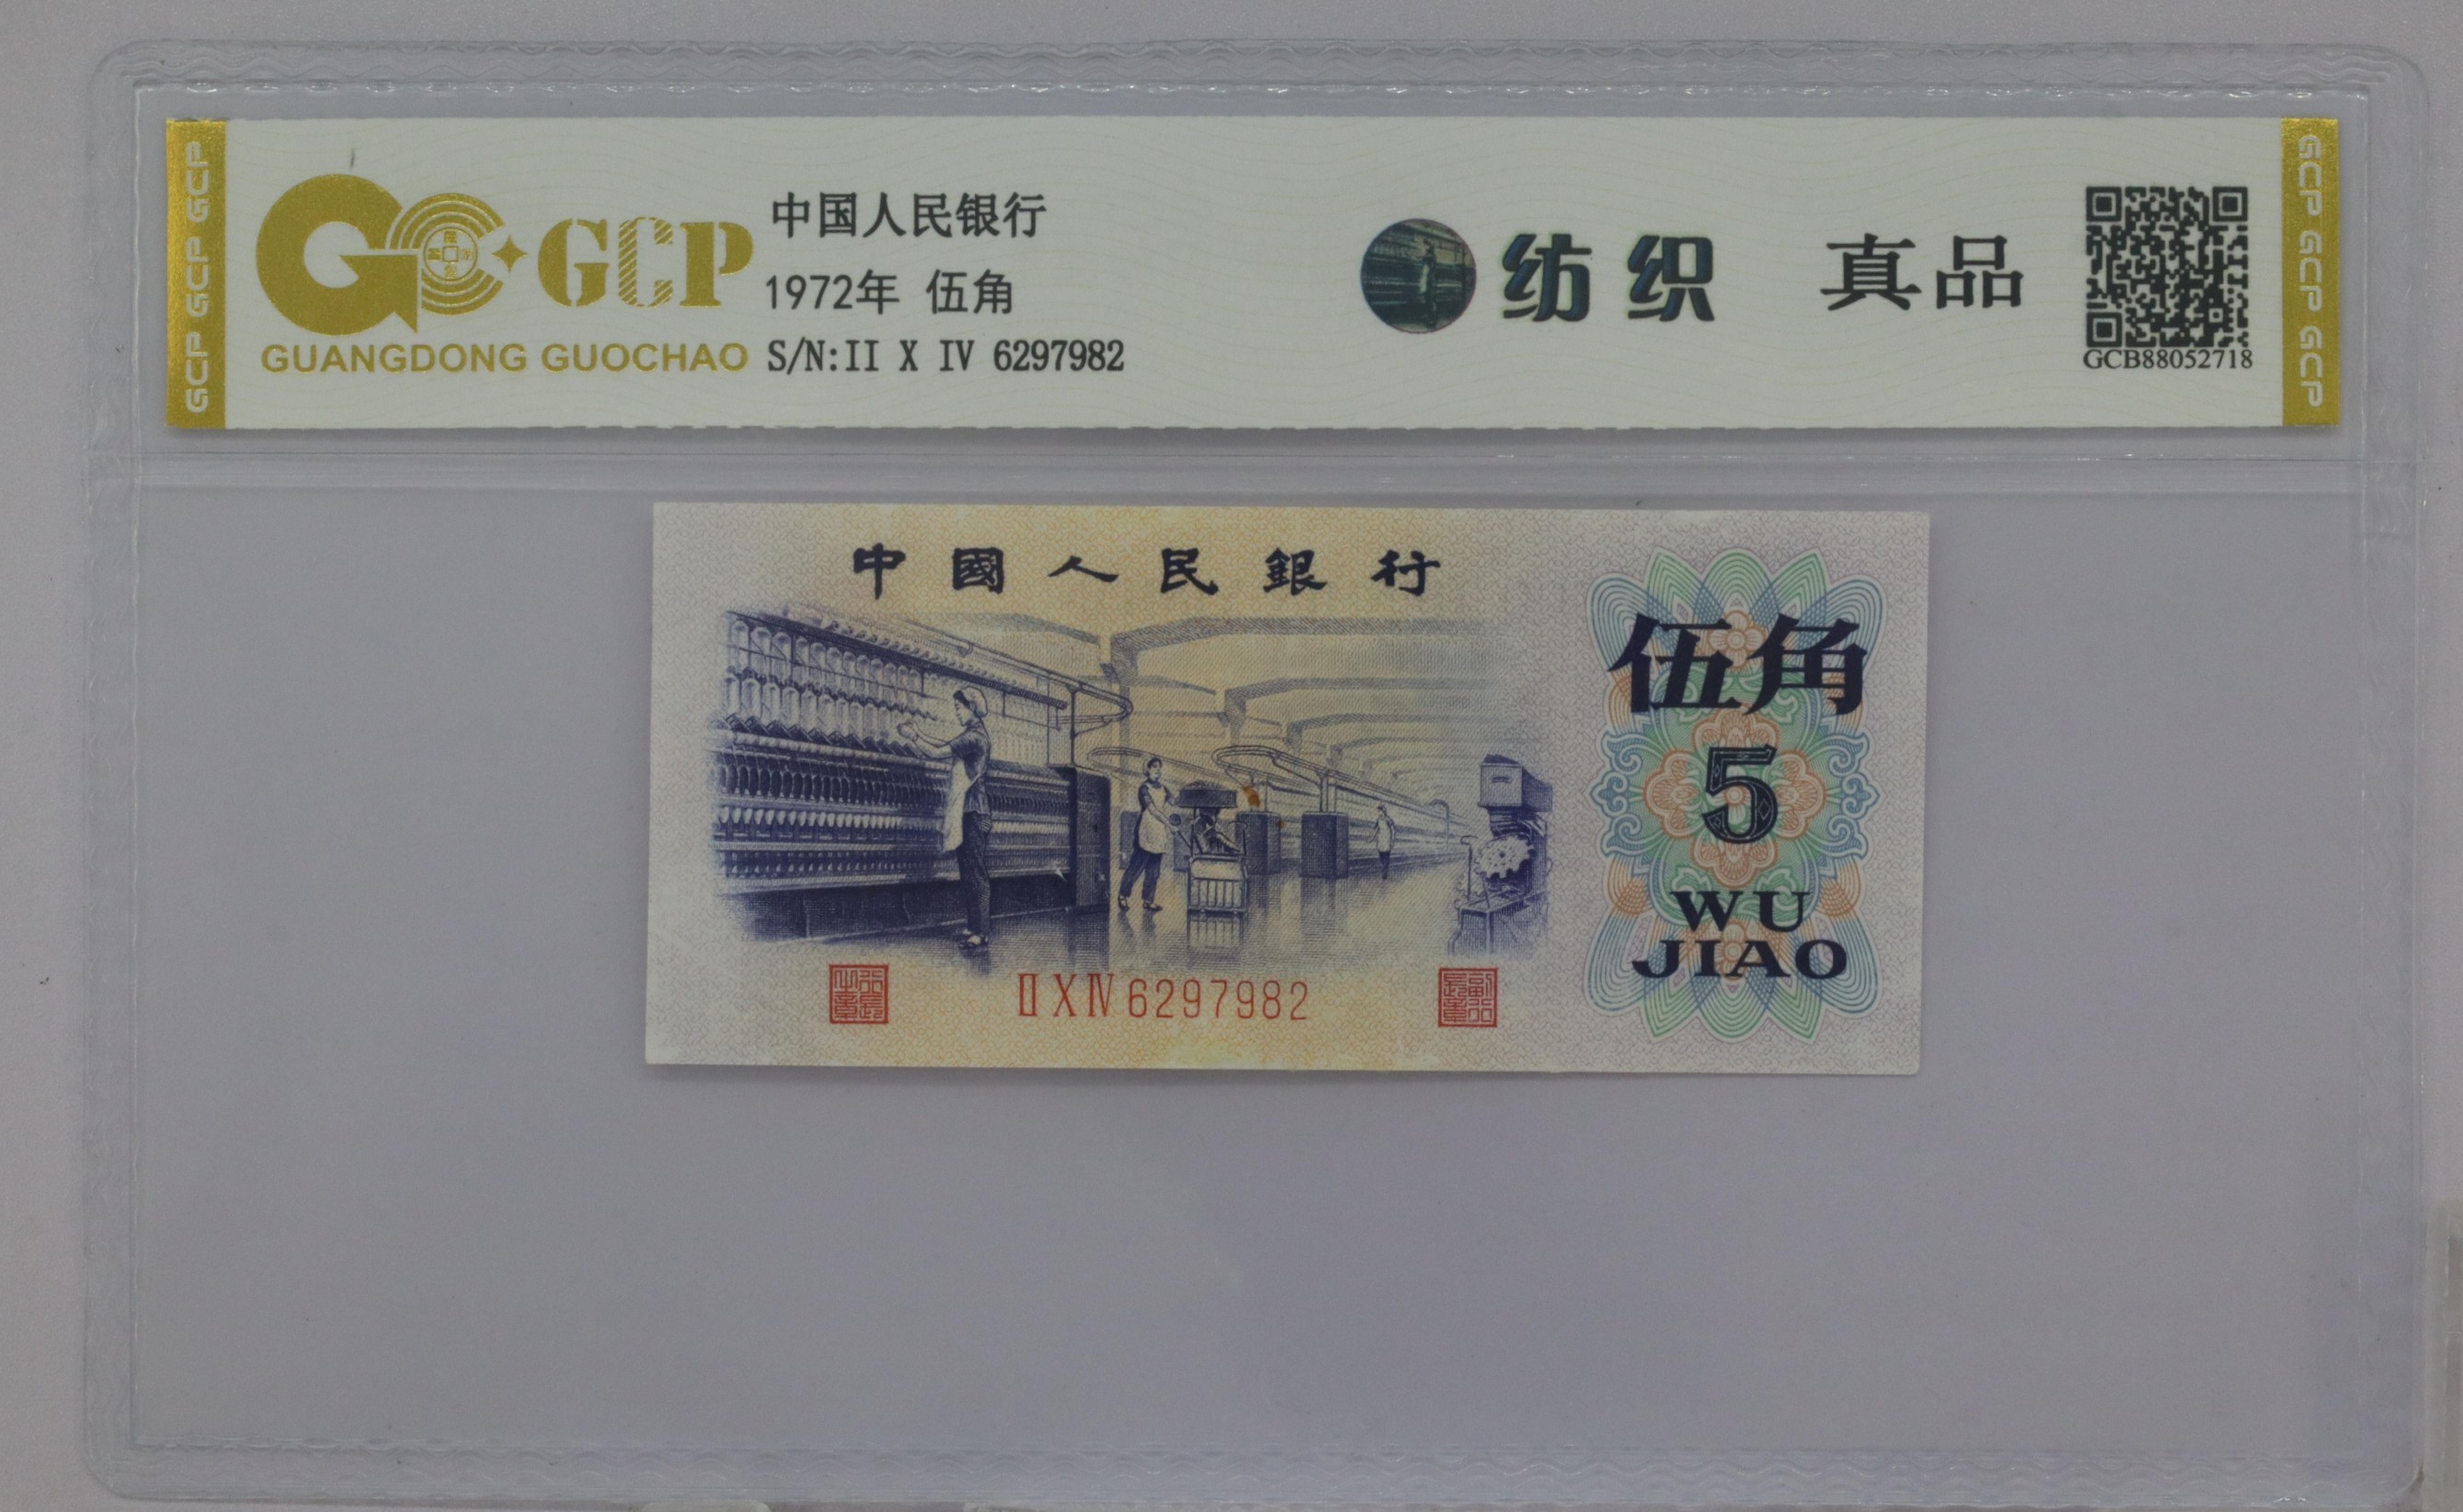 GCP GCP GCP
GCP
GUANGDONG GUOCHAO
中国人民银行
1972年 伍角
S/N:II X IV 6297982
纺织 真品
GCB88052718
GCP GCP GCP
中國人民銀行
伍角
5
WU
JIAO
ⅡⅩⅣ6297982